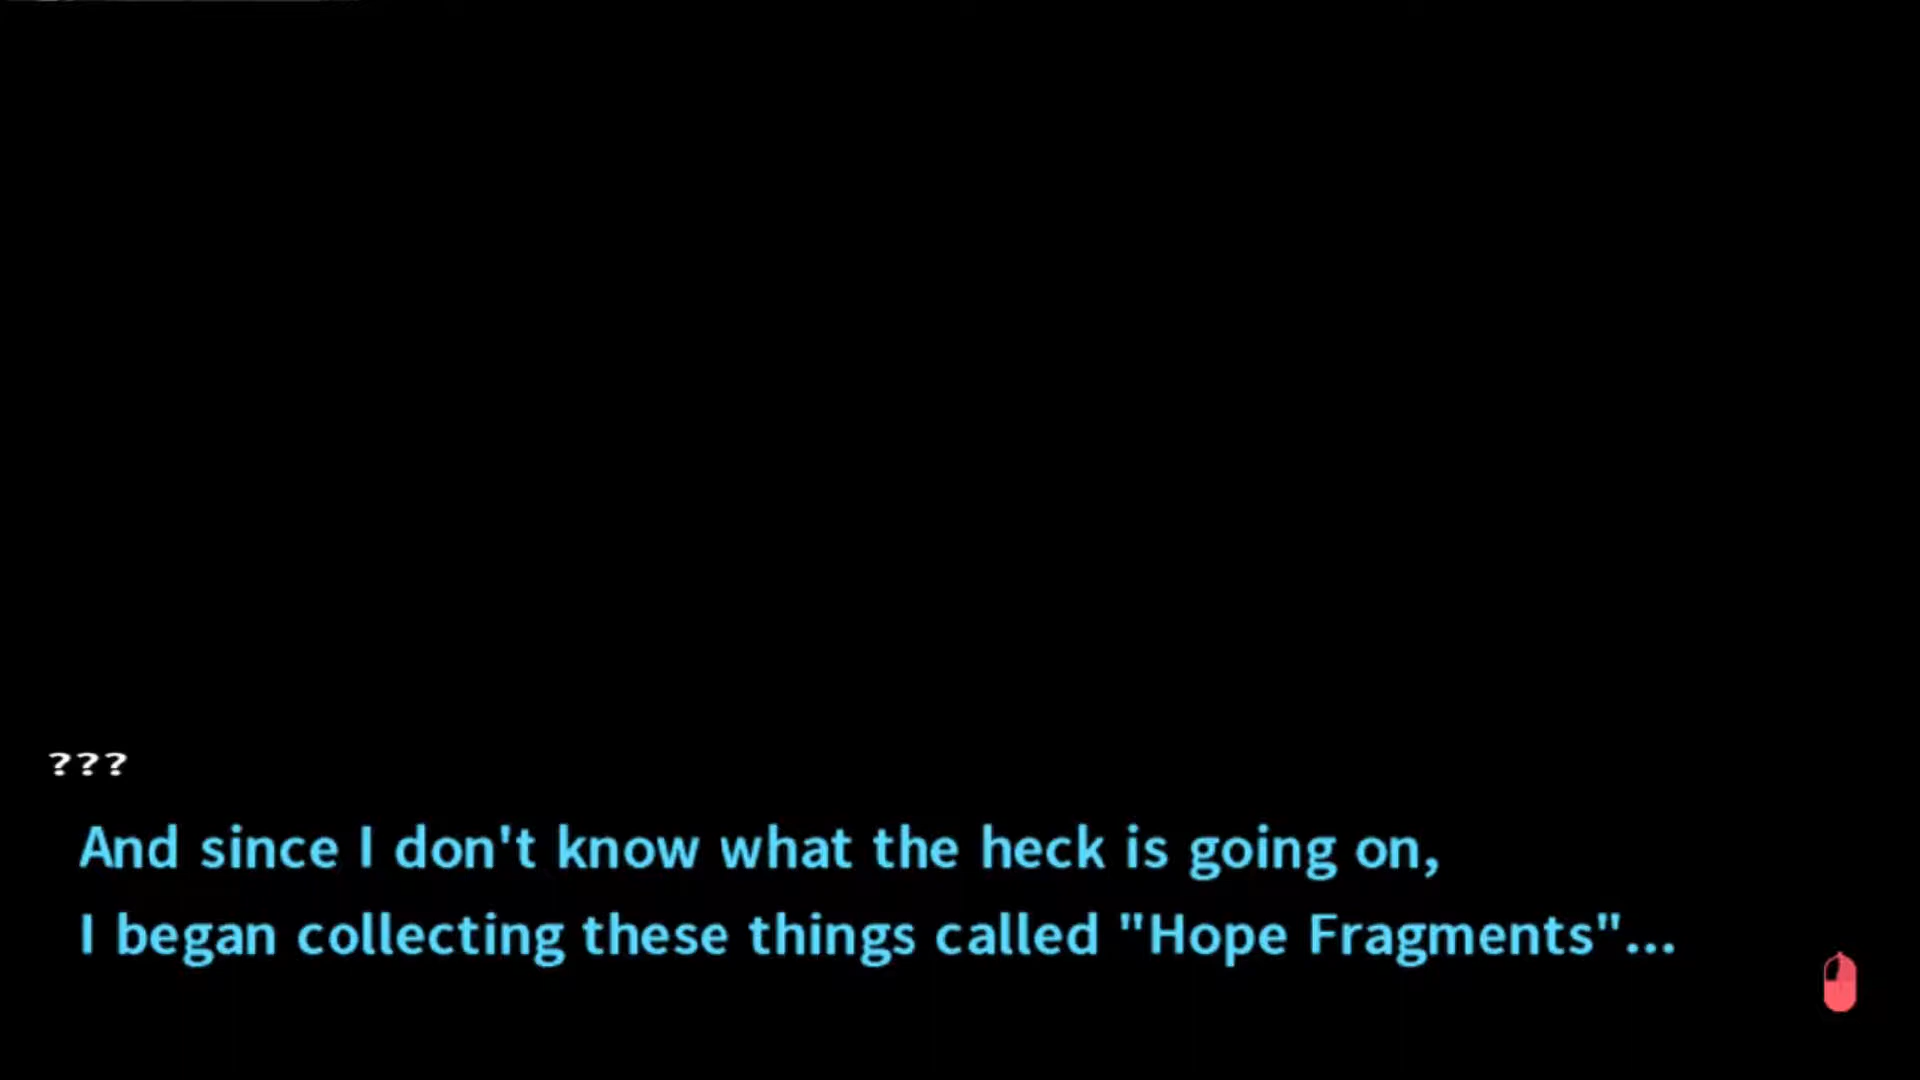 ???
And since I don't know what the heck is going on,
I began collecting these things called "Hope Fragments"...